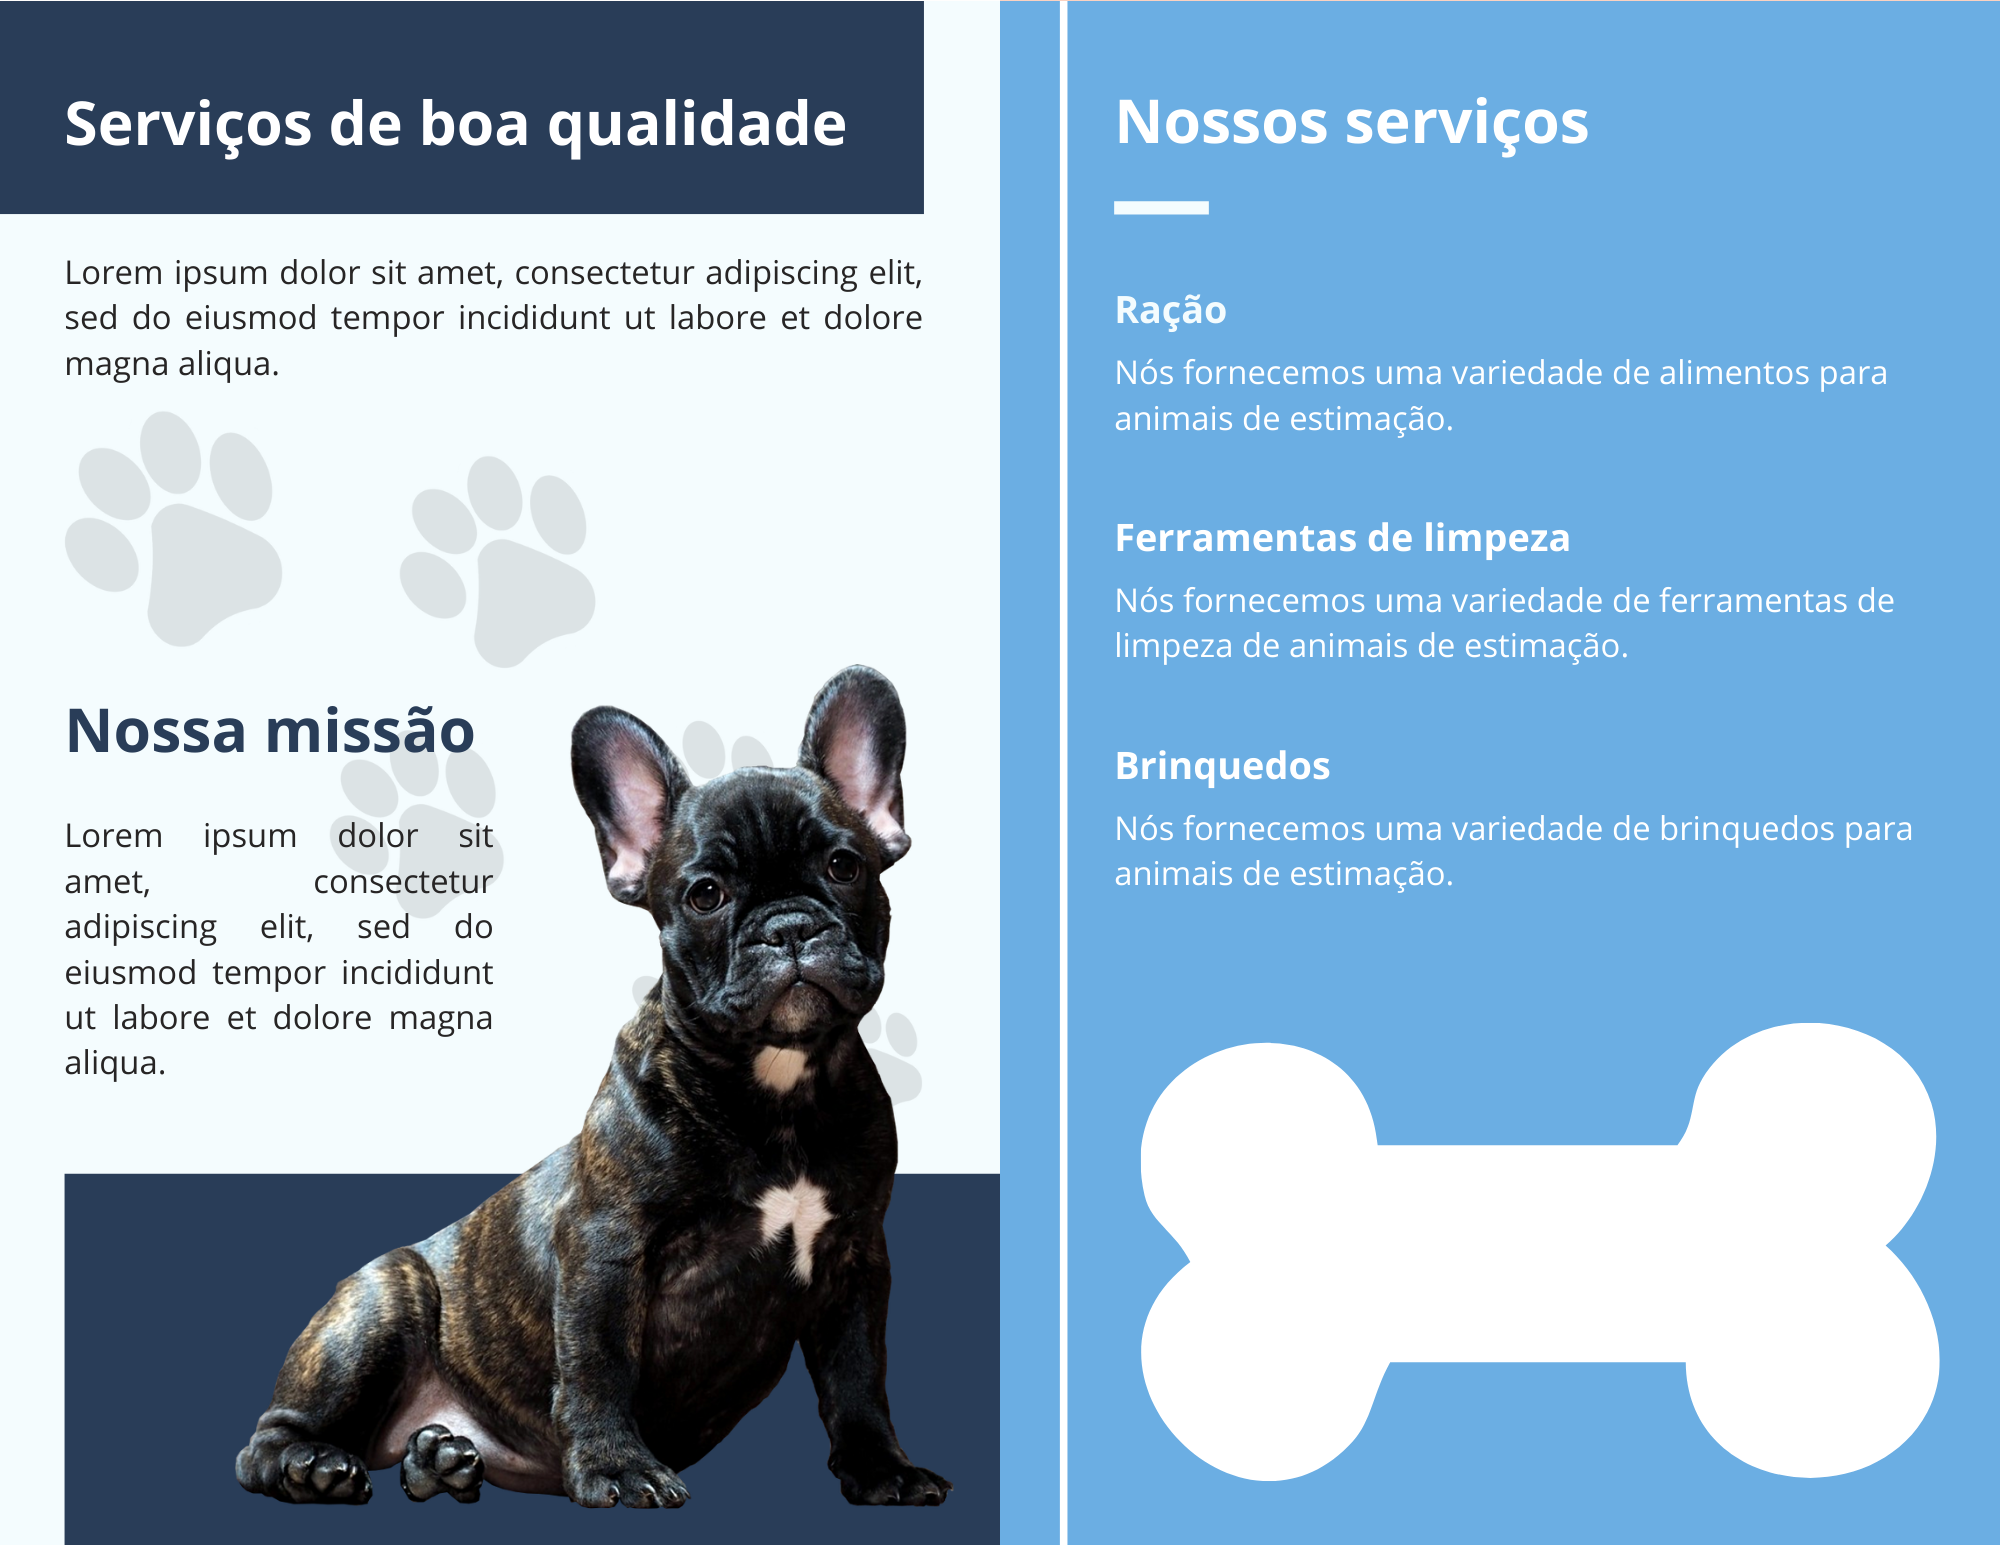 Serviços de boa qualidade
Lorem ipsum dolor sit amet, consectetur adipiscing elit,
sed do eiusmod tempor incididunt ut labore et dolore
magna aliqua.
Nossa missão
Lorem ipsum dolor sit
amet, consectetur
adipiscing elit, sed do
eiusmod tempor incididunt
ut labore et dolore magna
aliqua.
Nossos serviços
Ração
Nós fornecemos uma variedade de alimentos para
animais de estimação.
Ferramentas de limpeza
Nós fornecemos uma variedade de ferramentas de
limpeza de animais de estimação.
Brinquedos
Nós fornecemos uma variedade de brinquedos para
animais de estimação.